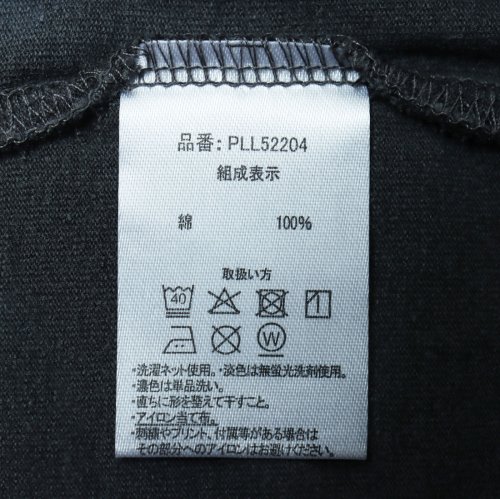 品番: PLL52204
組成表示
綿 100%
取扱い方
40
W
・洗濯ネット使用。・淡色は無蛍光洗剤使用。
・濃色は単品洗い。
・直ちに形を整えて干すこと。
・アイロン当て布。
・刺繍やプリント、付属等がある場合は
その部分へのアイロンはお避けください